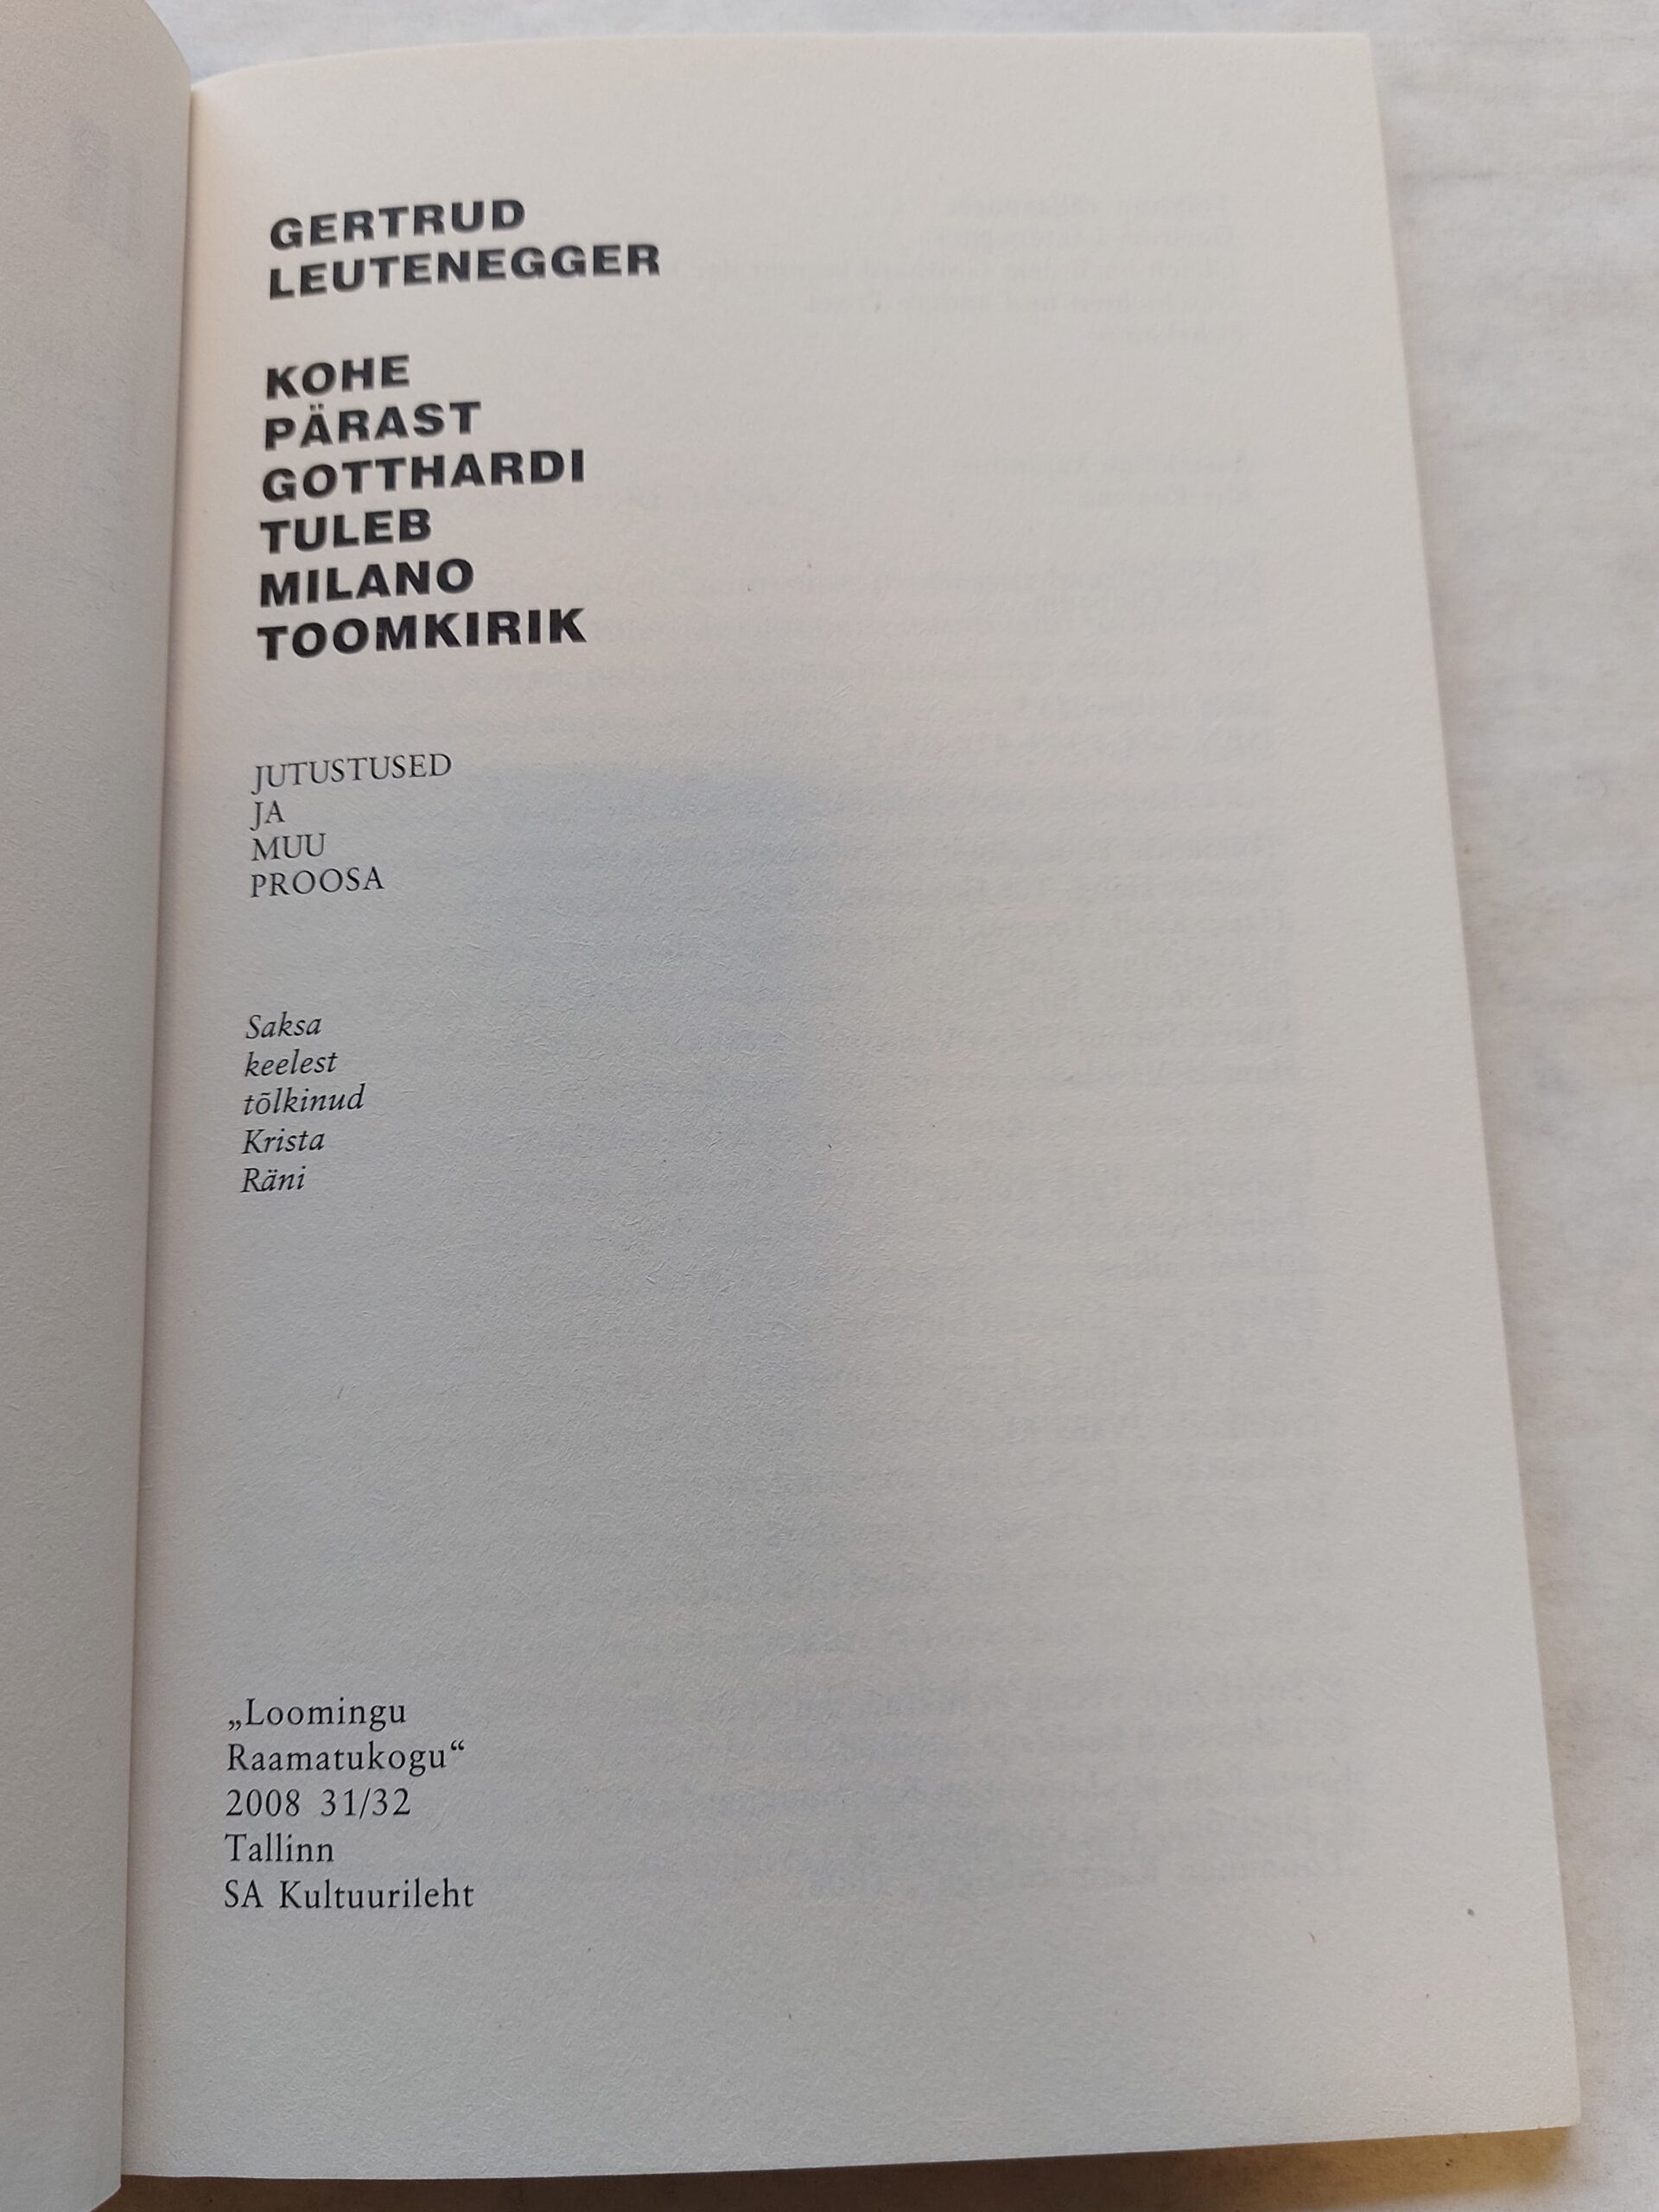 GERTRUD
LEUTENEGGER
KOHE
PÄRAST
GOTTHARDI
TULEB
MILANO
TOOMKIRIK
JUTUSTUSED
JA
MUU
PROOSA
Saksa
keelest
tõlkinud
Krista
Räni
„Loomingu
Raamatukogu“
2008 31/32
Tallinn
SA Kultuurileht